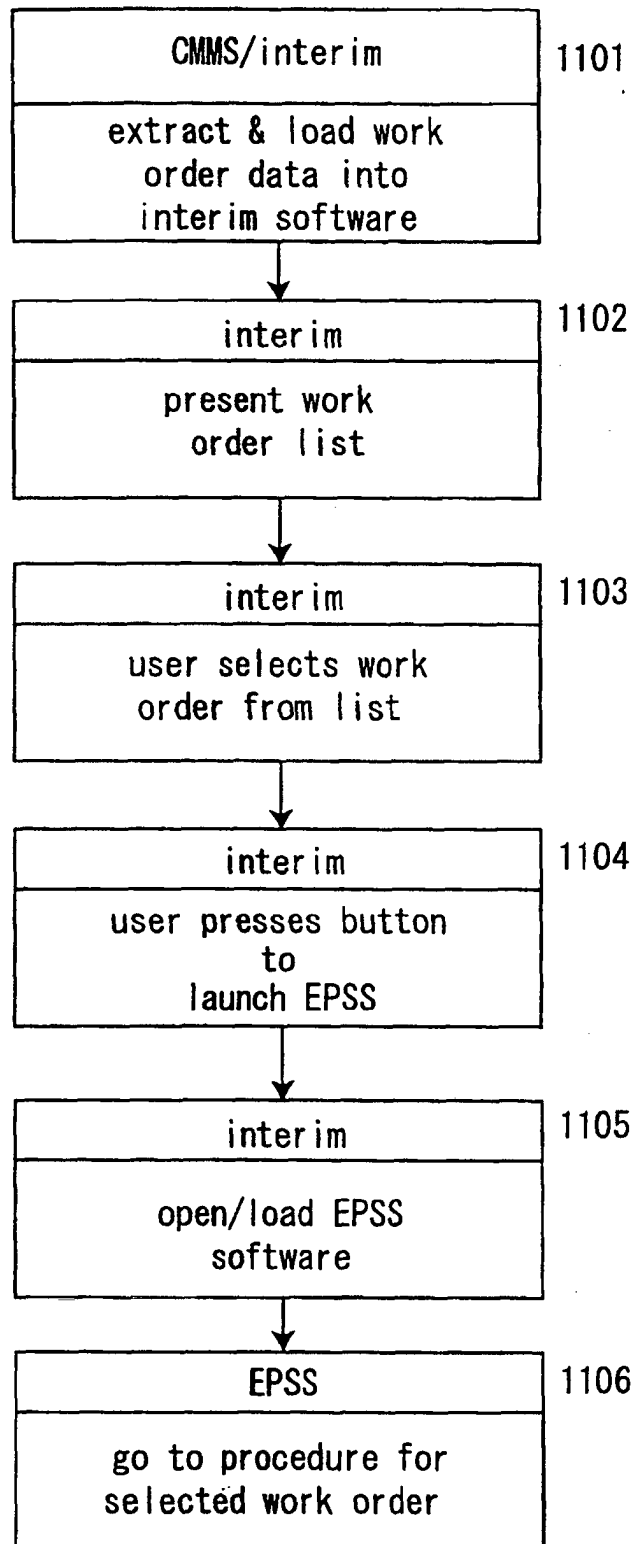 CMMS/interim
1101
extract & load work
order data into
interim software
interim
1102
present work
order list
interim
1103
user selects work
order from list
interim
1104
user presses button
to
launch EPSS
interim
1105
open/load EPSS
software
EPSS
1106
go to procedure for
selected work order